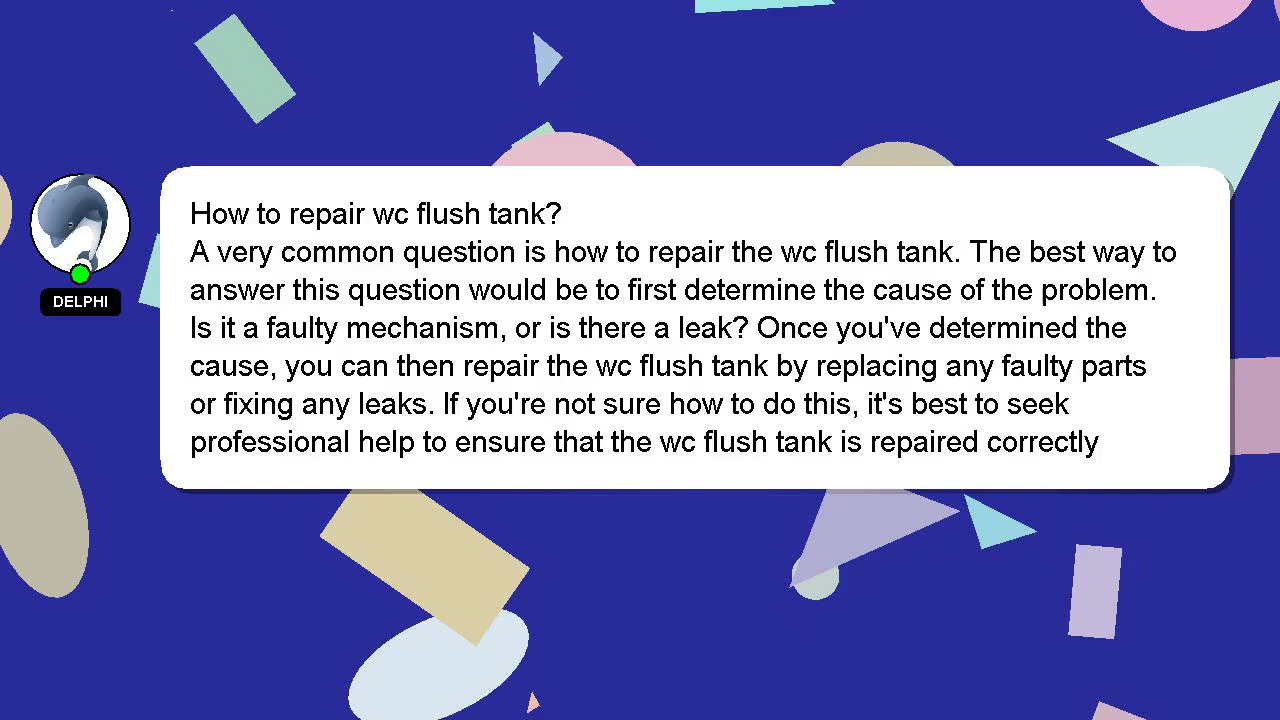 How to repair wc flush tank?
A very common question is how to repair the wc flush tank. The best way to
answer this question would be to first determine the cause of the problem.
Is it a faulty mechanism, or is there a leak? Once you've determined the
cause, you can then repair the wc flush tank by replacing any faulty parts
or fixing any leaks. If you're not sure how to do this, it's best to seek
professional help to ensure that the wc flush tank is repaired correctly
DELPHI